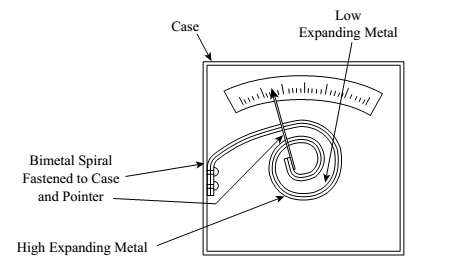 Case
Low
Expanding Metal
Bimetal Spiral
Fastened to Case
and Pointer
High Expanding Metal